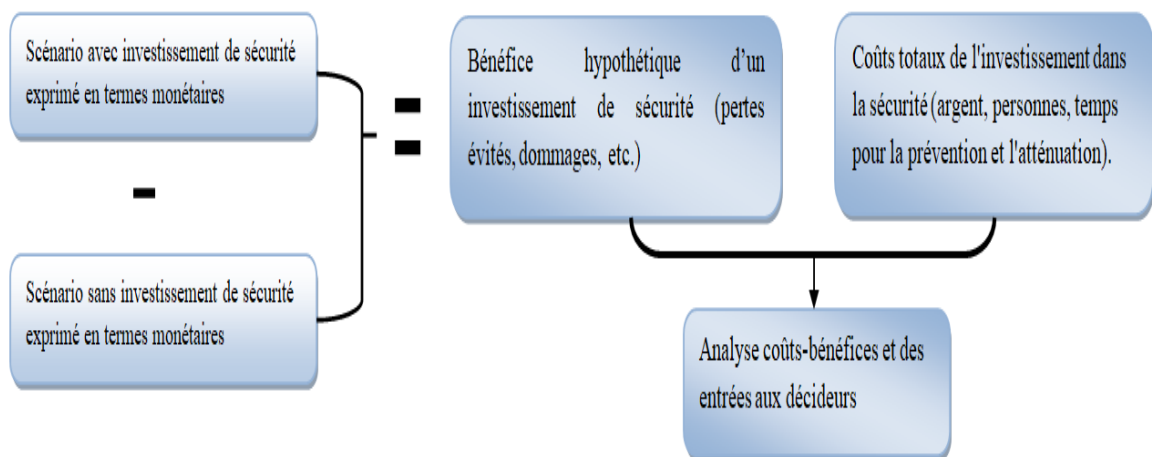 Scénario avec investissement de sécurité
exprimé en termes monétaires
-
Scénario sans investissement de sécurité
exprimé en termes monétaires
=
Bénéfice hypothétique d’un
investissement de sécurité (pertes
évités, dommages, etc.)
Coûts totaux de l'investissement dans
la sécurité (argent, personnes, temps
pour la prévention et l'atténuation).
Analyse coûts-bénéfices et des
entrées aux décideurs